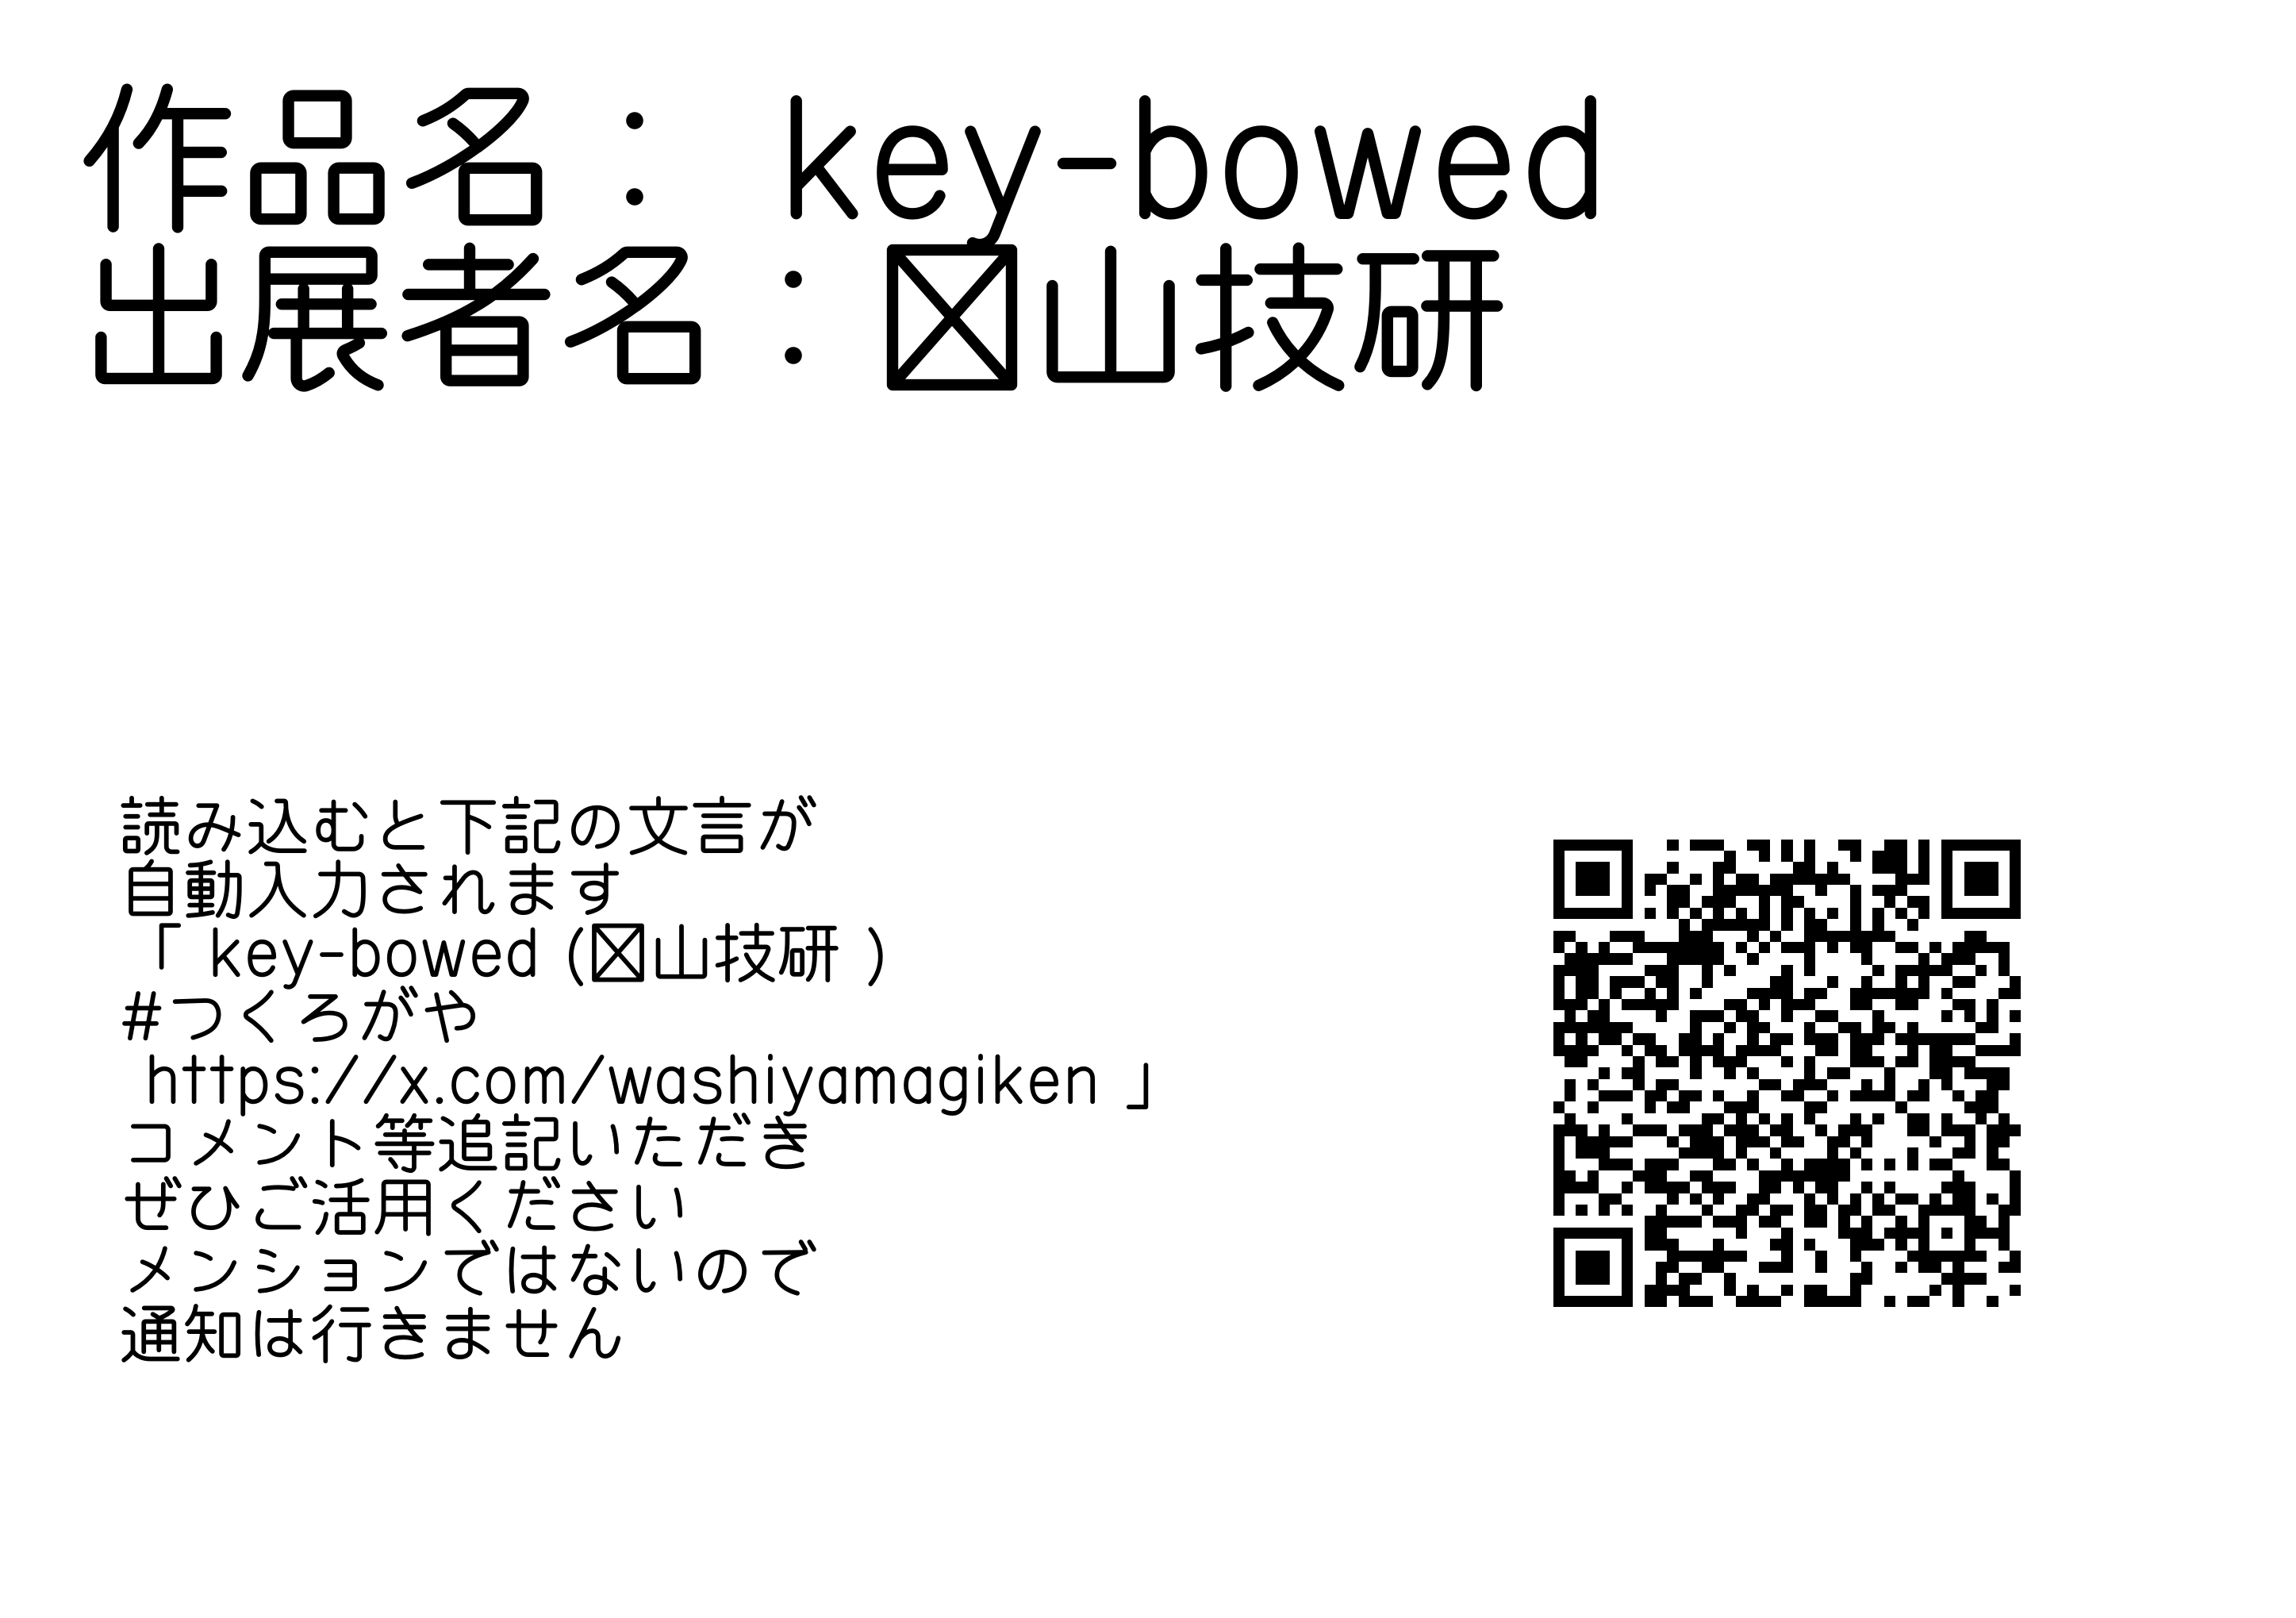 作品名： key-bowed
出展者名：☒山技研
読み込むと下記の文言が
自動入力されます
「key-bowed (☒山技研)
#つくろがや
https://x.com/washiyamagiken」
コメント等追記いただき
ぜひご活用ください
メンションではないので
通知は行きません